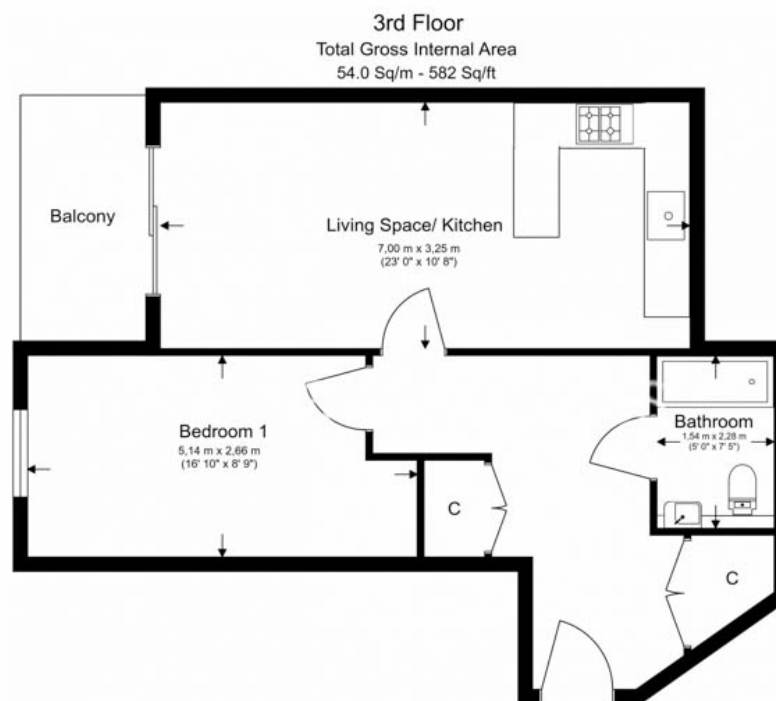 3rd Floor
Total Gross Internal Area
54.0 Sq/m - 582 Sq/ft
Balcony
Living Space/ Kitchen
7,00 m x 3,25 m
(23' 0" x 10' 8")
Bedroom 1
5,14 m x 2,66 m
(16' 10" x 8' 9")
Bathroom
1,54 m x 2,28 m
(5' 0" x 7' 5")
C
C